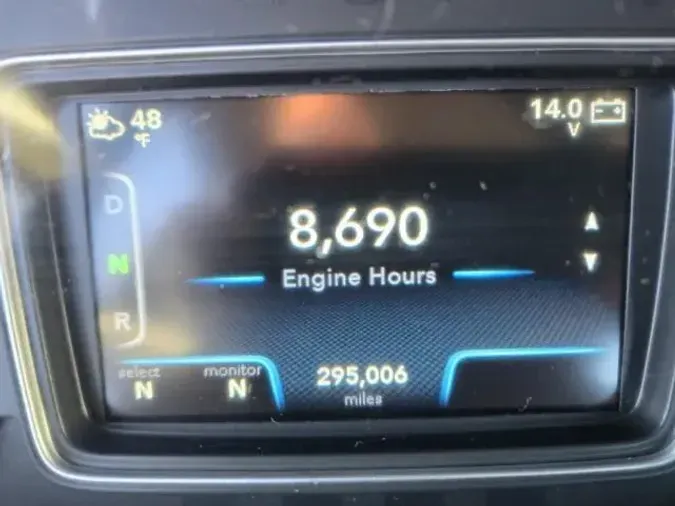 48
°F
14.0
V
D
N
R
8,690
Engine Hours
select
N
monitor
N
295,006
miles